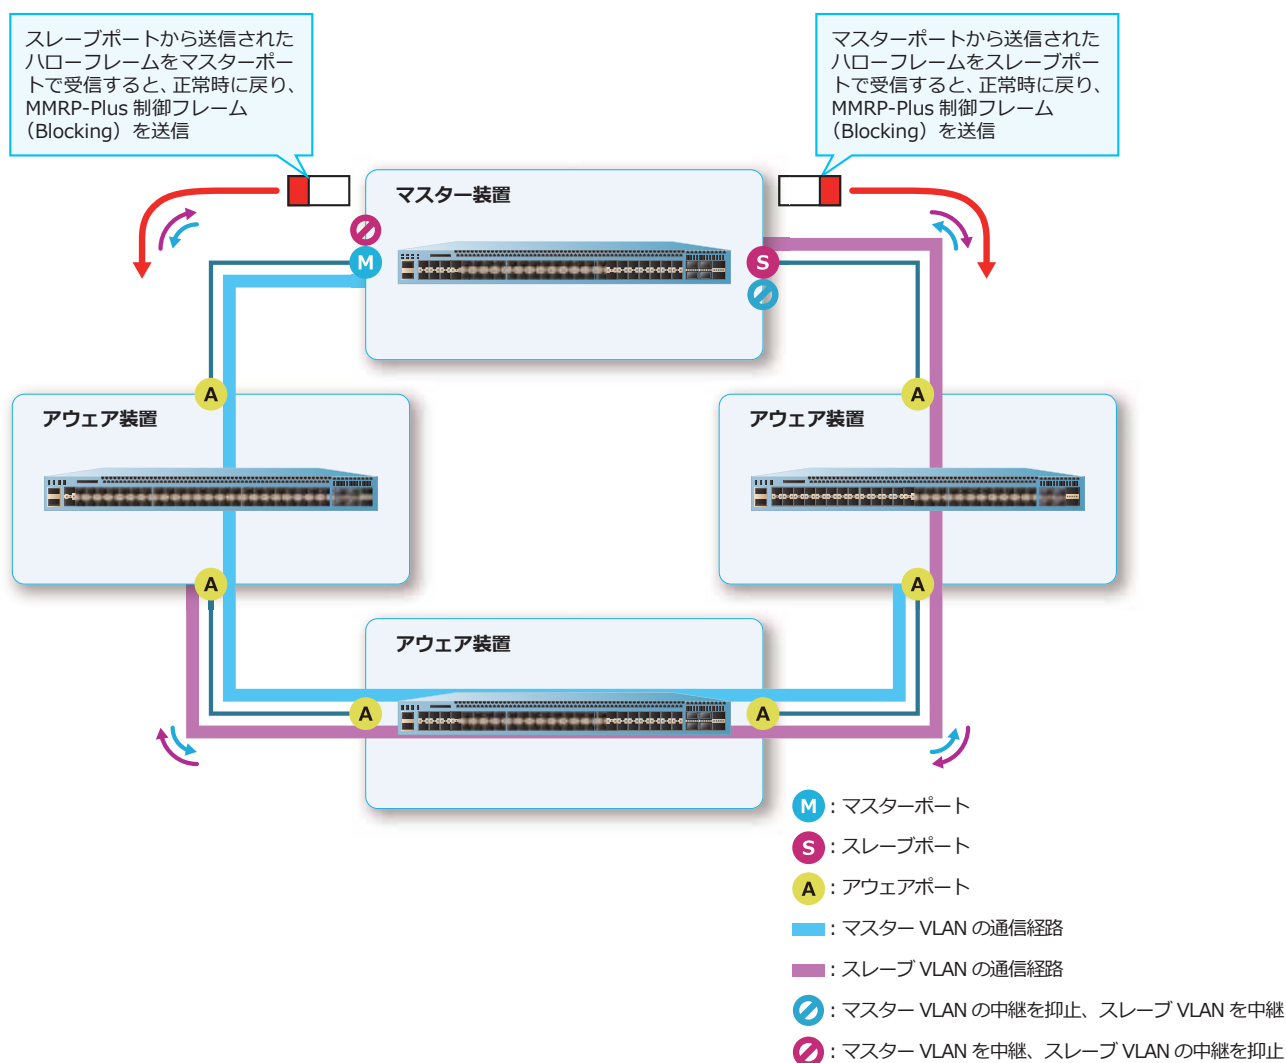 スレーブポートから送信された
ハローフレームをマスターポー
トで受信すると、正常時に戻り、
MMRP-Plus 制御フレーム
（Blocking）を送信
マスターポートから送信された
ハローフレームをスレーブポー
トで受信すると、正常時に戻り、
MMRP-Plus 制御フレーム
（Blocking）を送信
マスター装置
M
S
A
A
アウェア装置
アウェア装置
A
A
アウェア装置
A
A
M : マスターポート
S : スレーブポート
A : アウェアポート
: マスター VLAN の通信経路
: スレーブ VLAN の通信経路
: マスター VLAN の中継を抑止、スレーブ VLAN を中継
: マスター VLAN を中継、スレーブ VLAN の中継を抑止